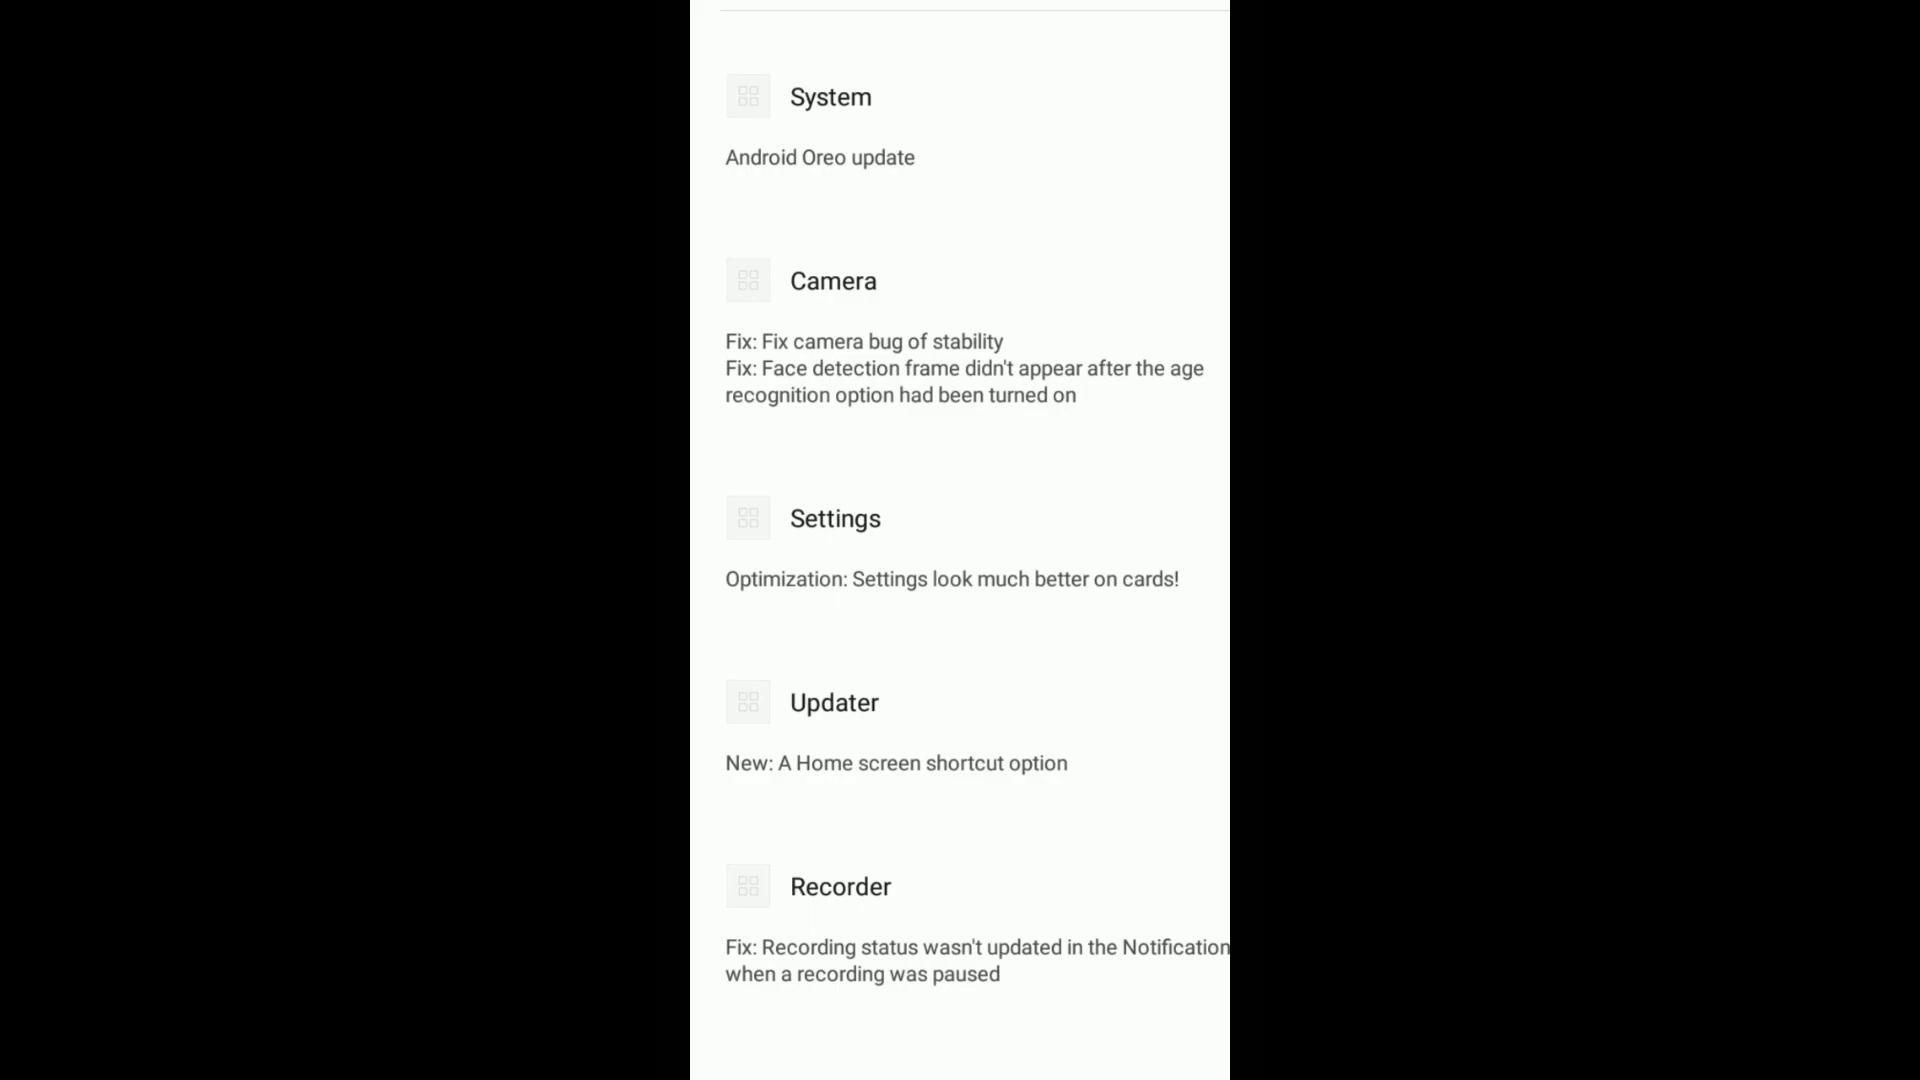 System
Android Oreo update
Camera
Fix: Fix camera bug of stability
Fix: Face detection frame didn't appear after the age
recognition option had been turned on
Settings
Optimization: Settings look much better on cards!
Updater
New: A Home screen shortcut option
Recorder
Fix: Recording status wasn't updated in the Notification
when a recording was paused